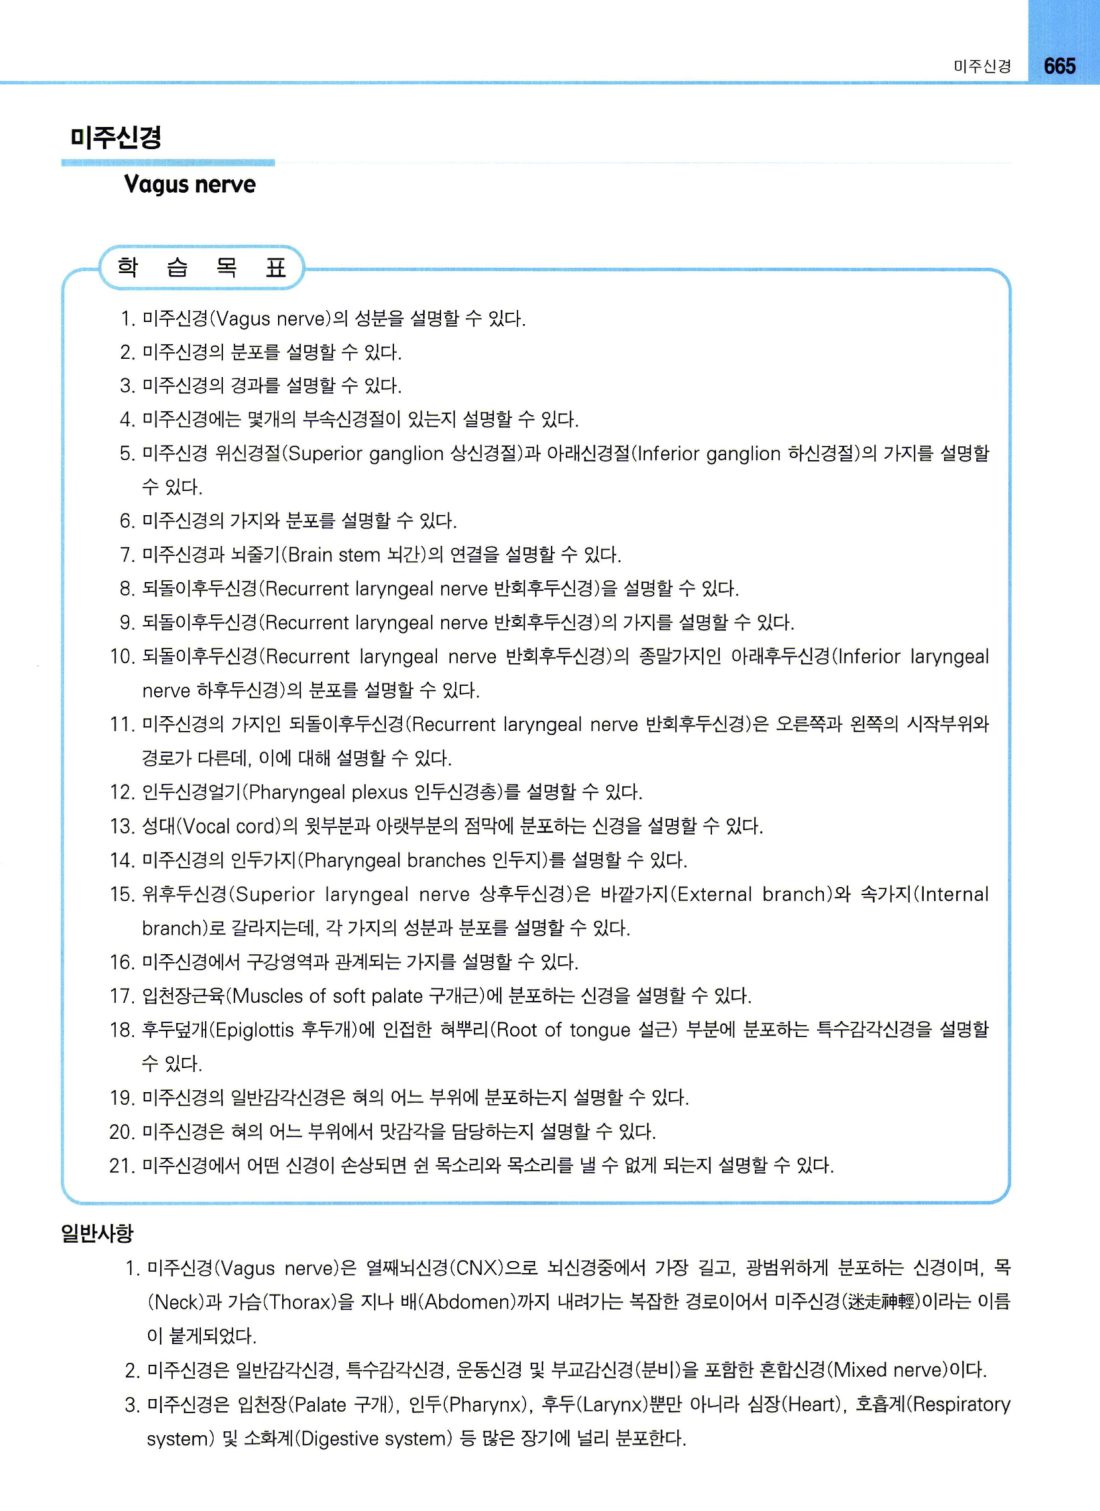 미주신경 665
미주신경
Vagus nerve
학 습 목 표
1. 미주신경(Vagus nerve)의 성분을 설명할 수 있다.
2. 미주신경의 분포를 설명할 수 있다.
3. 미주신경의 경과를 설명할 수 있다.
4. 미주신경에는 몇개의 부속신경절이 있는지 설명할 수 있다.
5. 미주신경 위신경절(Superior ganglion 상신경절)과 아래신경절(Inferior ganglion 하신경절)의 가지를 설명할
수 있다.
6. 미주신경의 가지와 분포를 설명할 수 있다.
7. 미주신경과 뇌줄기(Brain stem 뇌간)의 연결을 설명할 수 있다.
8. 되돌이후두신경(Recurrent laryngeal nerve 반회후두신경)을 설명할 수 있다.
9. 되돌이후두신경(Recurrent laryngeal nerve 반회후두신경)의 가지를 설명할 수 있다.
10. 되돌이후두신경(Recurrent laryngeal nerve 반회후두신경)의 종말가지인 아래후두신경(Inferior laryngeal
nerve 하후두신경)의 분포를 설명할 수 있다.
11. 미주신경의 가지인 되돌이후두신경(Recurrent laryngeal nerve 반회후두신경)은 오른쪽과 왼쪽의 시작부위와
경로가 다른데, 이에 대해 설명할 수 있다.
12. 인두신경얼기(Pharyngeal plexus 인두신경총)를 설명할 수 있다.
13. 성대(Vocal cord)의 윗부분과 아랫부분의 점막에 분포하는 신경을 설명할 수 있다.
14. 미주신경의 인두가지(Pharyngeal branches 인두지)를 설명할 수 있다.
15. 위후두신경(Superior laryngeal nerve 상후두신경)은 바깥가지(External branch)와 속가지(Internal
branch)로 갈라지는데, 각 가지의 성분과 분포를 설명할 수 있다.
16. 미주신경에서 구강영역과 관계되는 가지를 설명할 수 있다.
17. 입천장근육(Muscles of soft palate 구개근)에 분포하는 신경을 설명할 수 있다.
18. 후두덮개(Epiglottis 후두개)에 인접한 혀뿌리(Root of tongue 설근) 부분에 분포하는 특수감각신경을 설명할
수 있다.
19. 미주신경의 일반감각신경은 혀의 어느 부위에 분포하는지 설명할 수 있다.
20. 미주신경은 혀의 어느 부위에서 맛감각을 담당하는지 설명할 수 있다.
21. 미주신경에서 어떤 신경이 손상되면 쉰 목소리와 목소리를 낼 수 없게 되는지 설명할 수 있다.
일반사항
1. 미주신경(Vagus nerve)은 열째뇌신경(CNX)으로 뇌신경중에서 가장 길고, 광범위하게 분포하는 신경이며, 목
(Neck)과 가슴(Thorax)을 지나 배(Abdomen)까지 내려가는 복잡한 경로이어서 미주신경(迷走神輕)이라는 이름
이 붙게되었다.
2. 미주신경은 일반감각신경, 특수감각신경, 운동신경 및 부교감신경(분비)을 포함한 혼합신경(Mixed nerve)이다.
3. 미주신경은 입천장(Palate 구개), 인두(Pharynx), 후두(Larynx)뿐만 아니라 심장(Heart), 호흡계(Respiratory
system) 및 소화계(Digestive system) 등 많은 장기에 널리 분포한다.